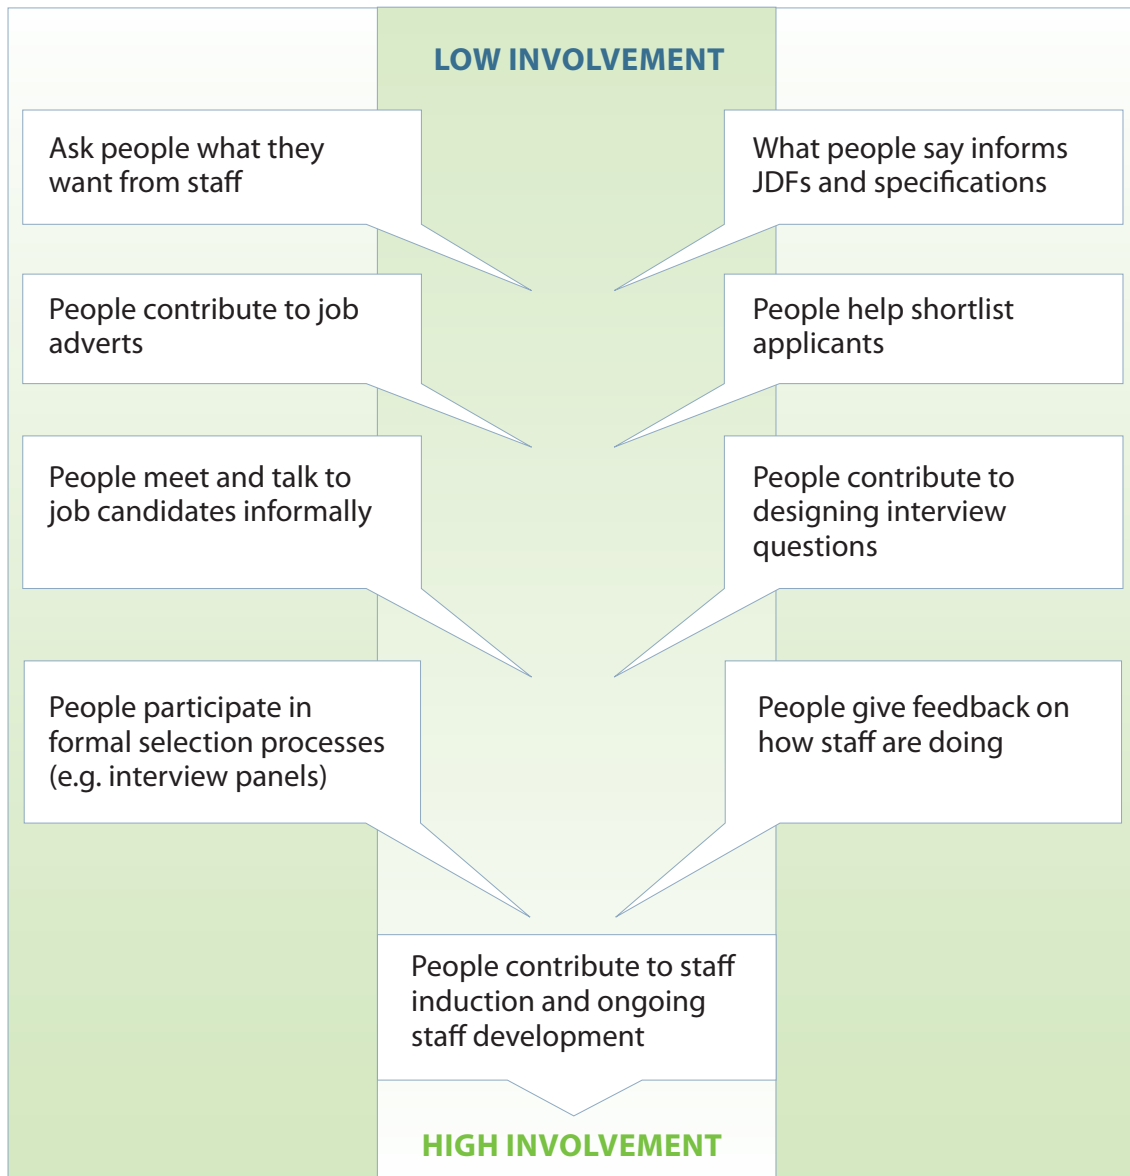 LOW INVOLVEMENT
Ask people what they
want from staff
What people say informs
JDFs and specifications
People contribute to job
adverts
People help shortlist
applicants
People meet and talk to
job candidates informally
People contribute to
designing interview
questions
People participate in
formal selection processes
(e.g. interview panels)
People give feedback on
how staff are doing
People contribute to staff
induction and ongoing
staff development
HIGH INVOLVEMENT